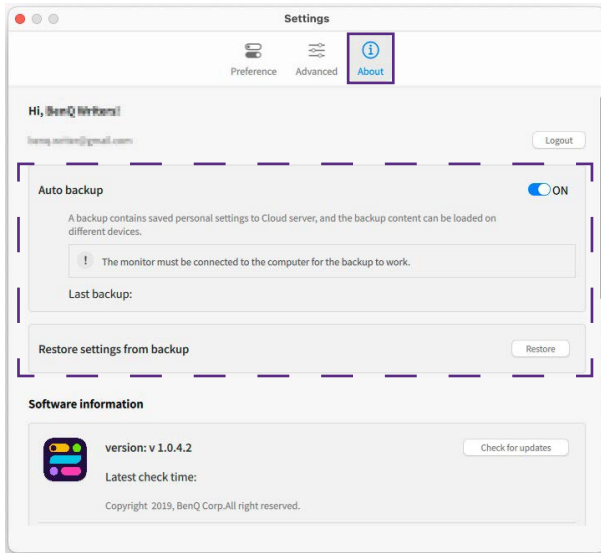 Settings
Preference
Advanced
About
Hi,
Logout
Auto backup
ON
A backup contains saved personal settings to Cloud server, and the backup content can be loaded on
different devices.
! The monitor must be connected to the computer for the backup to work.
Last backup:
Restore settings from backup
Restore
Software information
version: v 1.0.4.2
Check for updates
Latest check time:
Copyright 2019, BenQ Corp.All right reserved.